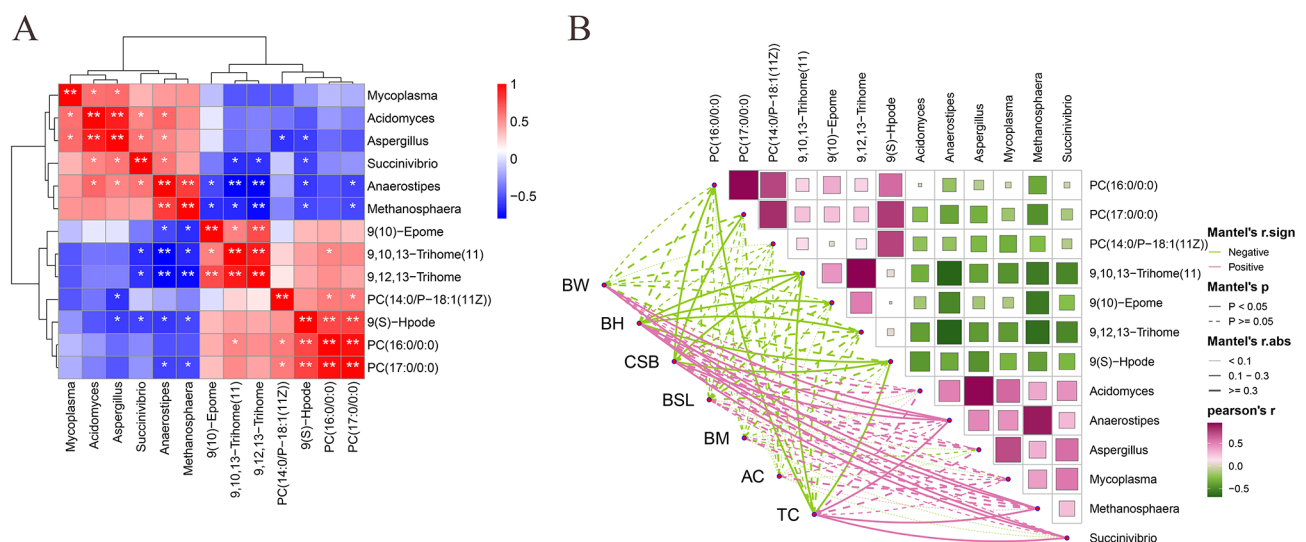 A
Mycoplasma
Acidomyces
Aspergillus
Succinivibrio
Anaerostipes
Methanosphaera
9(10)−Epome
9,10,13−Trihome(11)
9,12,13−Trihome
PC(14:0/P−18:1(11Z))
9(S)−Hpode
PC(16:0/0:0)
PC(17:0/0:0)
Mycoplasma
Acidomyces
Aspergillus
Succinivibrio
Anaerostipes
Methanosphaera
9(10)−Epome
9,10,13−Trihome(11)
9,12,13−Trihome
PC(14:0/P−18:1(11Z))
9(S)−Hpode
PC(16:0/0:0)
PC(17:0/0:0)
1
0.5
0
−0.5
B
PC(16:0/0:0)
PC(17:0/0:0)
PC(14:0/P−18:1(11Z))
9,10,13−Trihome(11)
9(10)−Epome
9,12,13−Trihome
9(S)−Hpode
Acidomyces
Anaerostipes
Aspergillus
Mycoplasma
Methanosphaera
Succinivibrio
PC(16:0/0:0)
PC(17:0/0:0)
PC(14:0/P−18:1(11Z))
9,10,13−Trihome(11)
9(10)−Epome
9,12,13−Trihome
9(S)−Hpode
Acidomyces
Anaerostipes
Aspergillus
Mycoplasma
Methanosphaera
Succinivibrio
BW
BH
CSB
BSL
BM
AC
TC
Mantel's r.sign
Negative
Positive
Mantel's p
P < 0.05
P >= 0.05
Mantel's r.abs
< 0.1
0.1 − 0.3
>= 0.3
pearson's r
0.5
0.0
−0.5